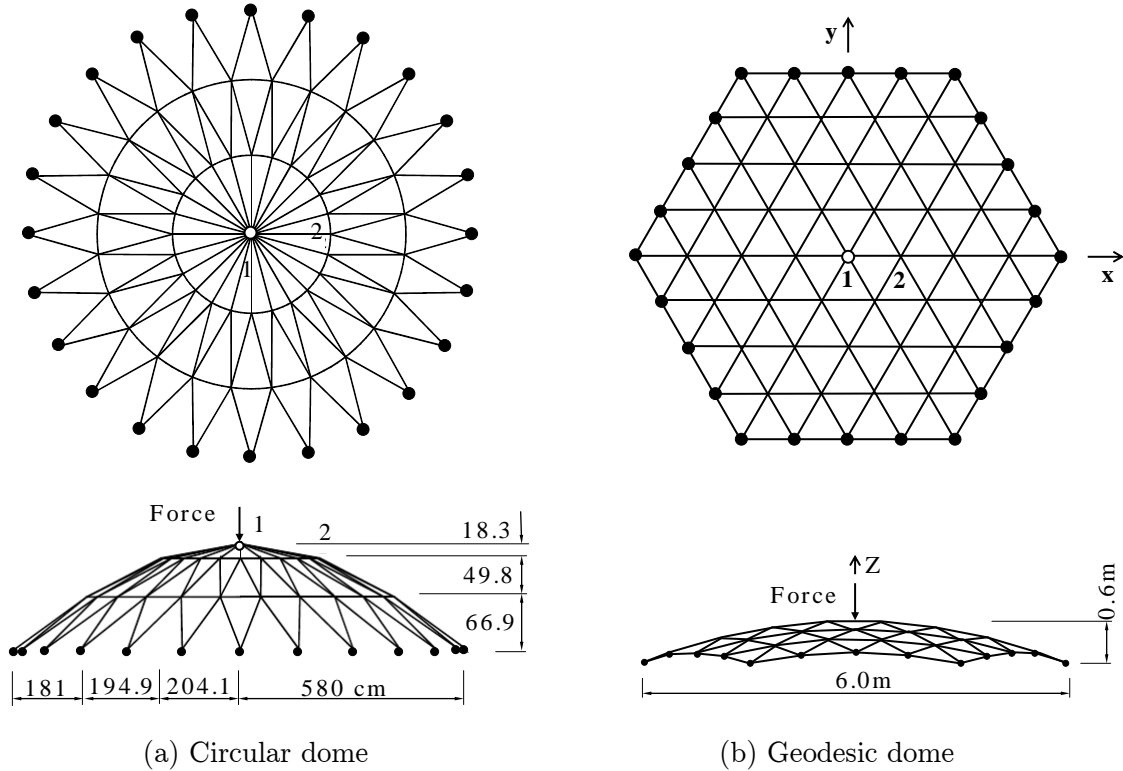 y
2
1
1
2
x
Force
1
2
18.3
49.8
66.9
181
194.9
204.1
580 cm
Z
Force
0.6m
6.0m
(a) Circular dome
(b) Geodesic dome